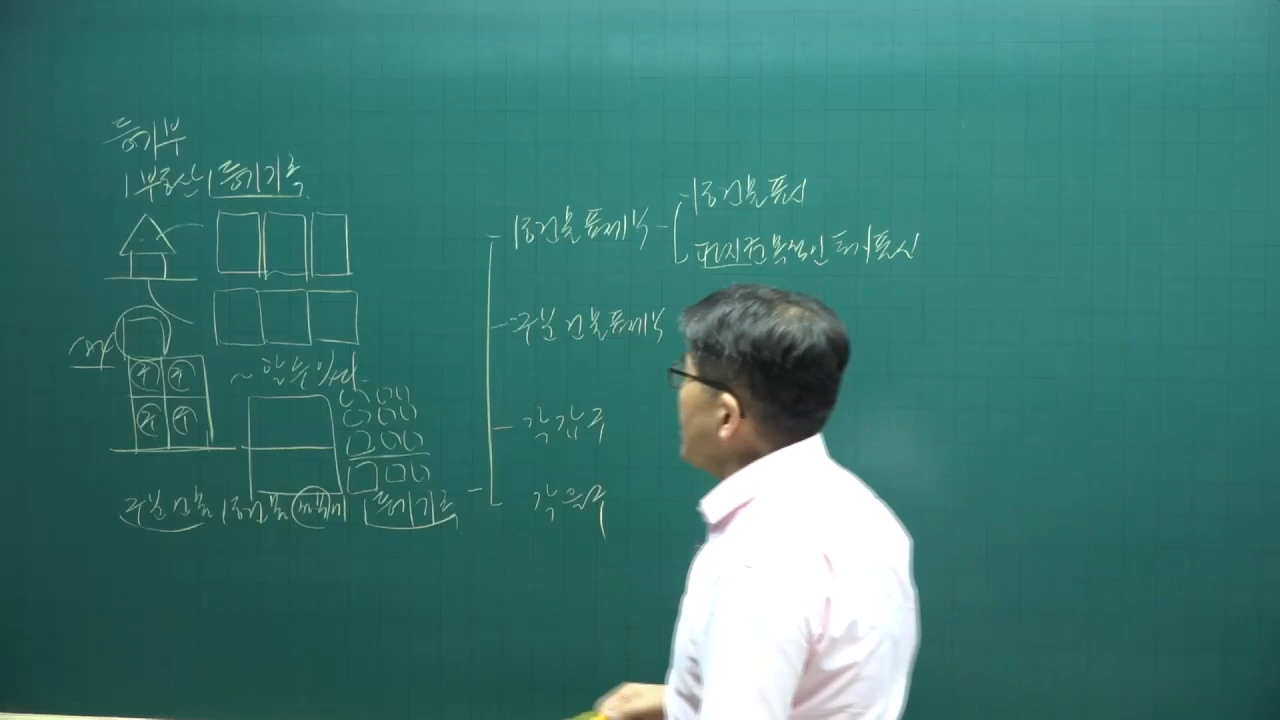 등기부
1부동산 1등기기록
~ 할 수 있다
구분건물 1동건물 전부에 1등기기록
1동건물표제부
1동건물 표시
대지권 목적인 토지표시
구분건물표제부
각 갑구
각 을구